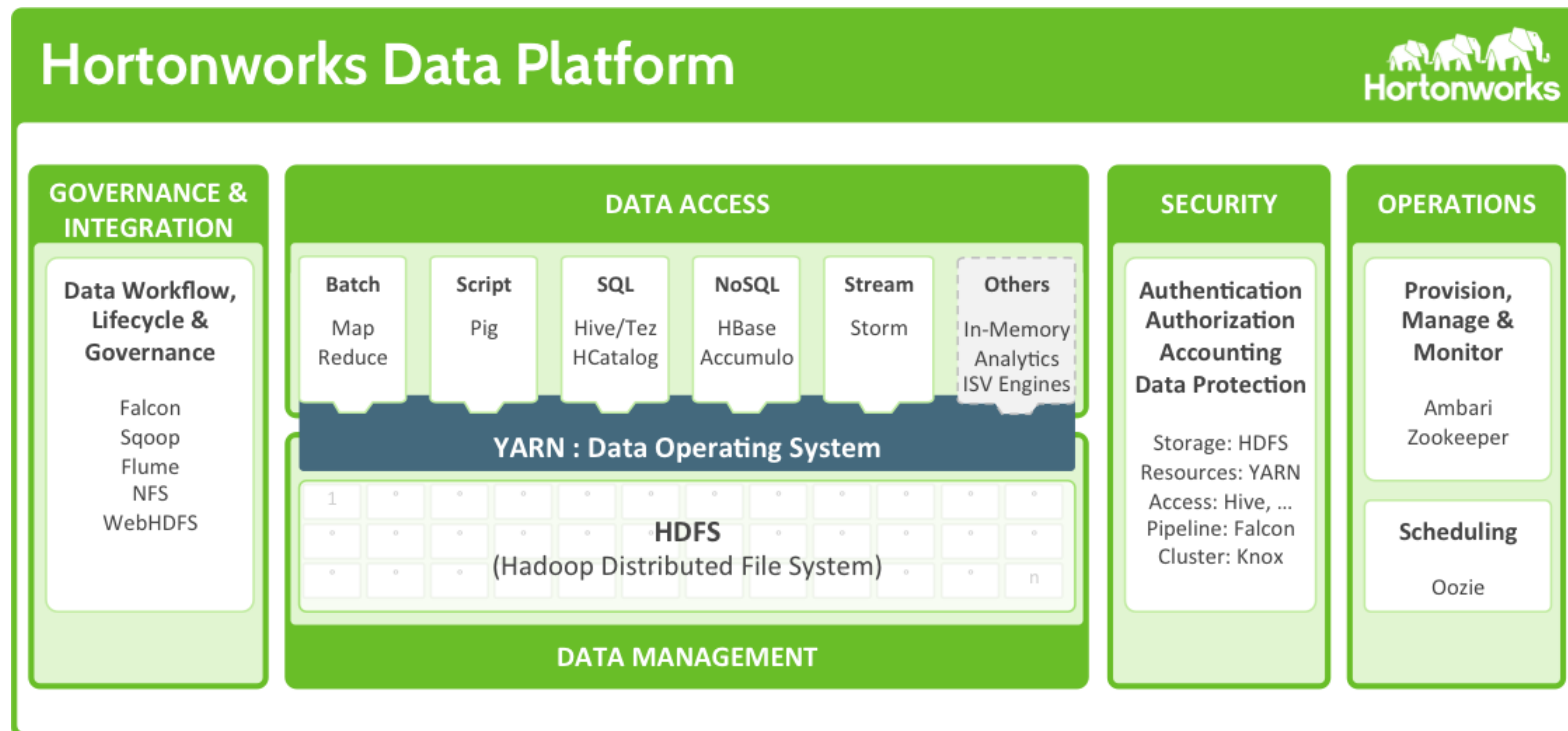 Hortonworks Data Platform
Hortonworks
GOVERNANCE &
INTEGRATION
Data Workflow,
Lifecycle &
Governance
Falcon
Sqoop
Flume
NFS
WebHDFS
DATA ACCESS
Batch
Map
Reduce
Script
Pig
SQL
Hive/Tez
HCatalog
NoSQL
HBase
Accumulo
Stream
Storm
Others
In-Memory
Analytics
ISV Engines
YARN : Data Operating System
1
HDFS
(Hadoop Distributed File System)
n
DATA MANAGEMENT
SECURITY
Authentication
Authorization
Accounting
Data Protection
Storage: HDFS
Resources: YARN
Access: Hive, ...
Pipeline: Falcon
Cluster: Knox
OPERATIONS
Provision,
Manage &
Monitor
Ambari
Zookeeper
Scheduling
Oozie